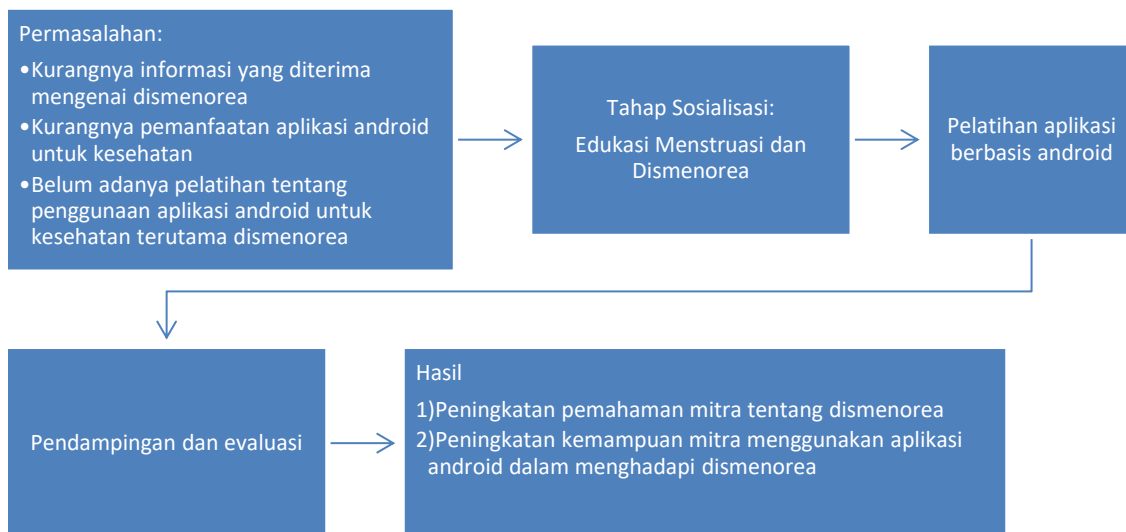 Permasalahan:
•Kurangnya informasi yang diterima
mengenai dismenorea
•Kurangnya pemanfaatan aplikasi android
untuk kesehatan
•Belum adanya pelatihan tentang
penggunaan aplikasi android untuk
kesehatan terutama dismenorea
Tahap Sosialisasi:
Edukasi Menstruasi dan
Dismenorea
Pelatihan aplikasi
berbasis android
Pendampingan dan evaluasi
Hasil
1)Peningkatan pemahaman mitra tentang dismenorea
2)Peningkatan kemampuan mitra menggunakan aplikasi
android dalam menghadapi dismenorea